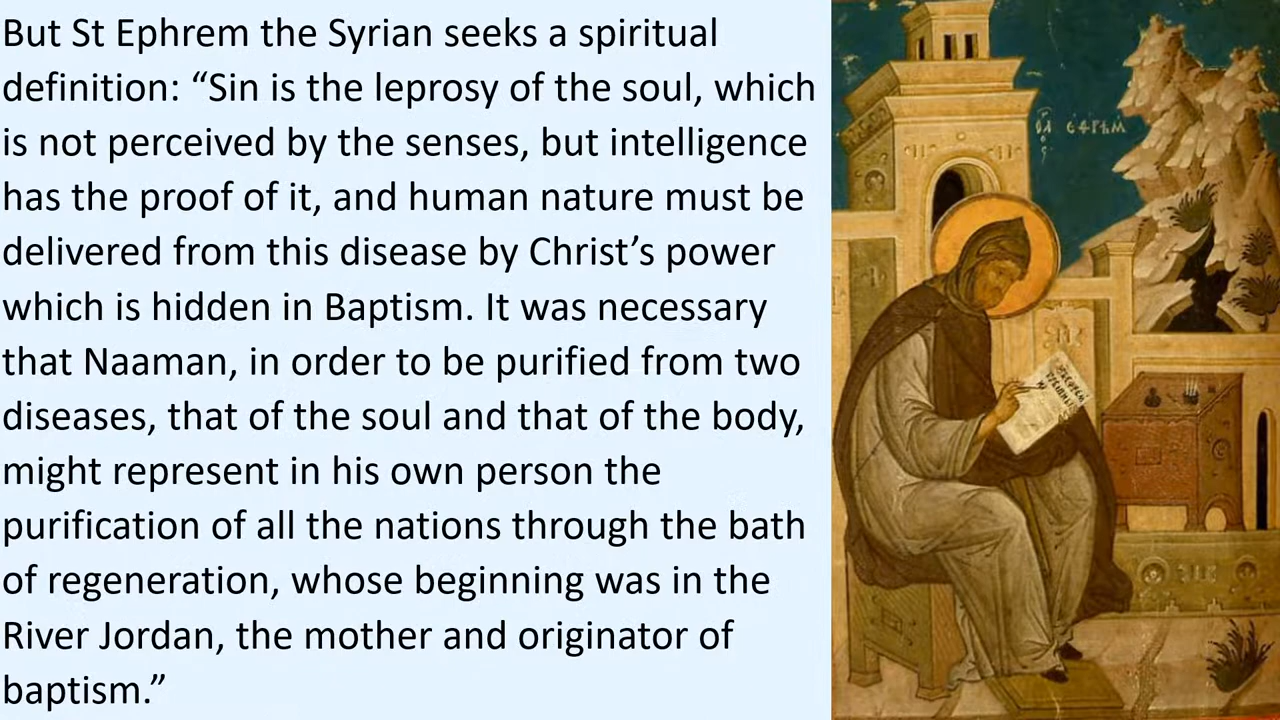 But St Ephrem the Syrian seeks a spiritual
definition: “Sin is the leprosy of the soul, which
is not perceived by the senses, but intelligence
has the proof of it, and human nature must be
delivered from this disease by Christ’s power
which is hidden in Baptism. It was necessary
that Naaman, in order to be purified from two
diseases, that of the soul and that of the body,
might represent in his own person the
purification of all the nations through the bath
of regeneration, whose beginning was in the
River Jordan, the mother and originator of
baptism.”